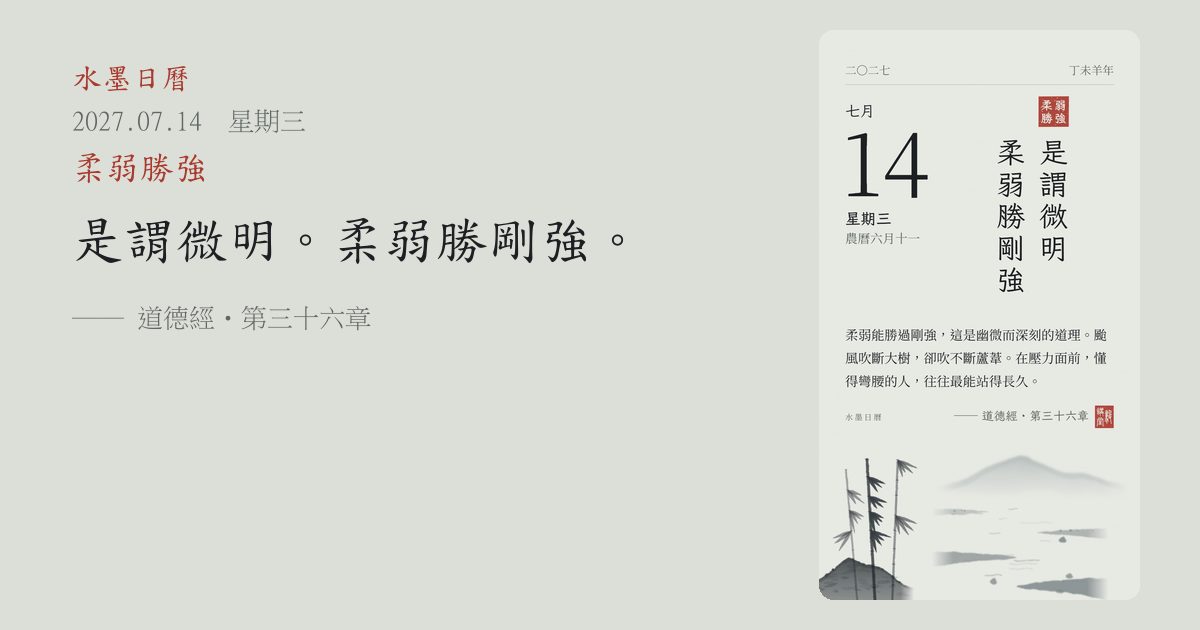 水墨日曆
2027.07.14 星期三
柔弱勝強
是謂微明。柔弱勝剛強。
—— 道德經・第三十六章
二〇二七
丁未羊年
七月
14
星期三
農曆六月十一
柔弱勝強
是謂微明
柔弱勝剛強
柔弱能勝過剛強，這是幽微而深刻的道理。颱
風吹斷大樹，卻吹不斷蘆葦。在壓力面前，懂
得彎腰的人，往往最能站得長久。
水墨日曆
—— 道德經・第三十六章